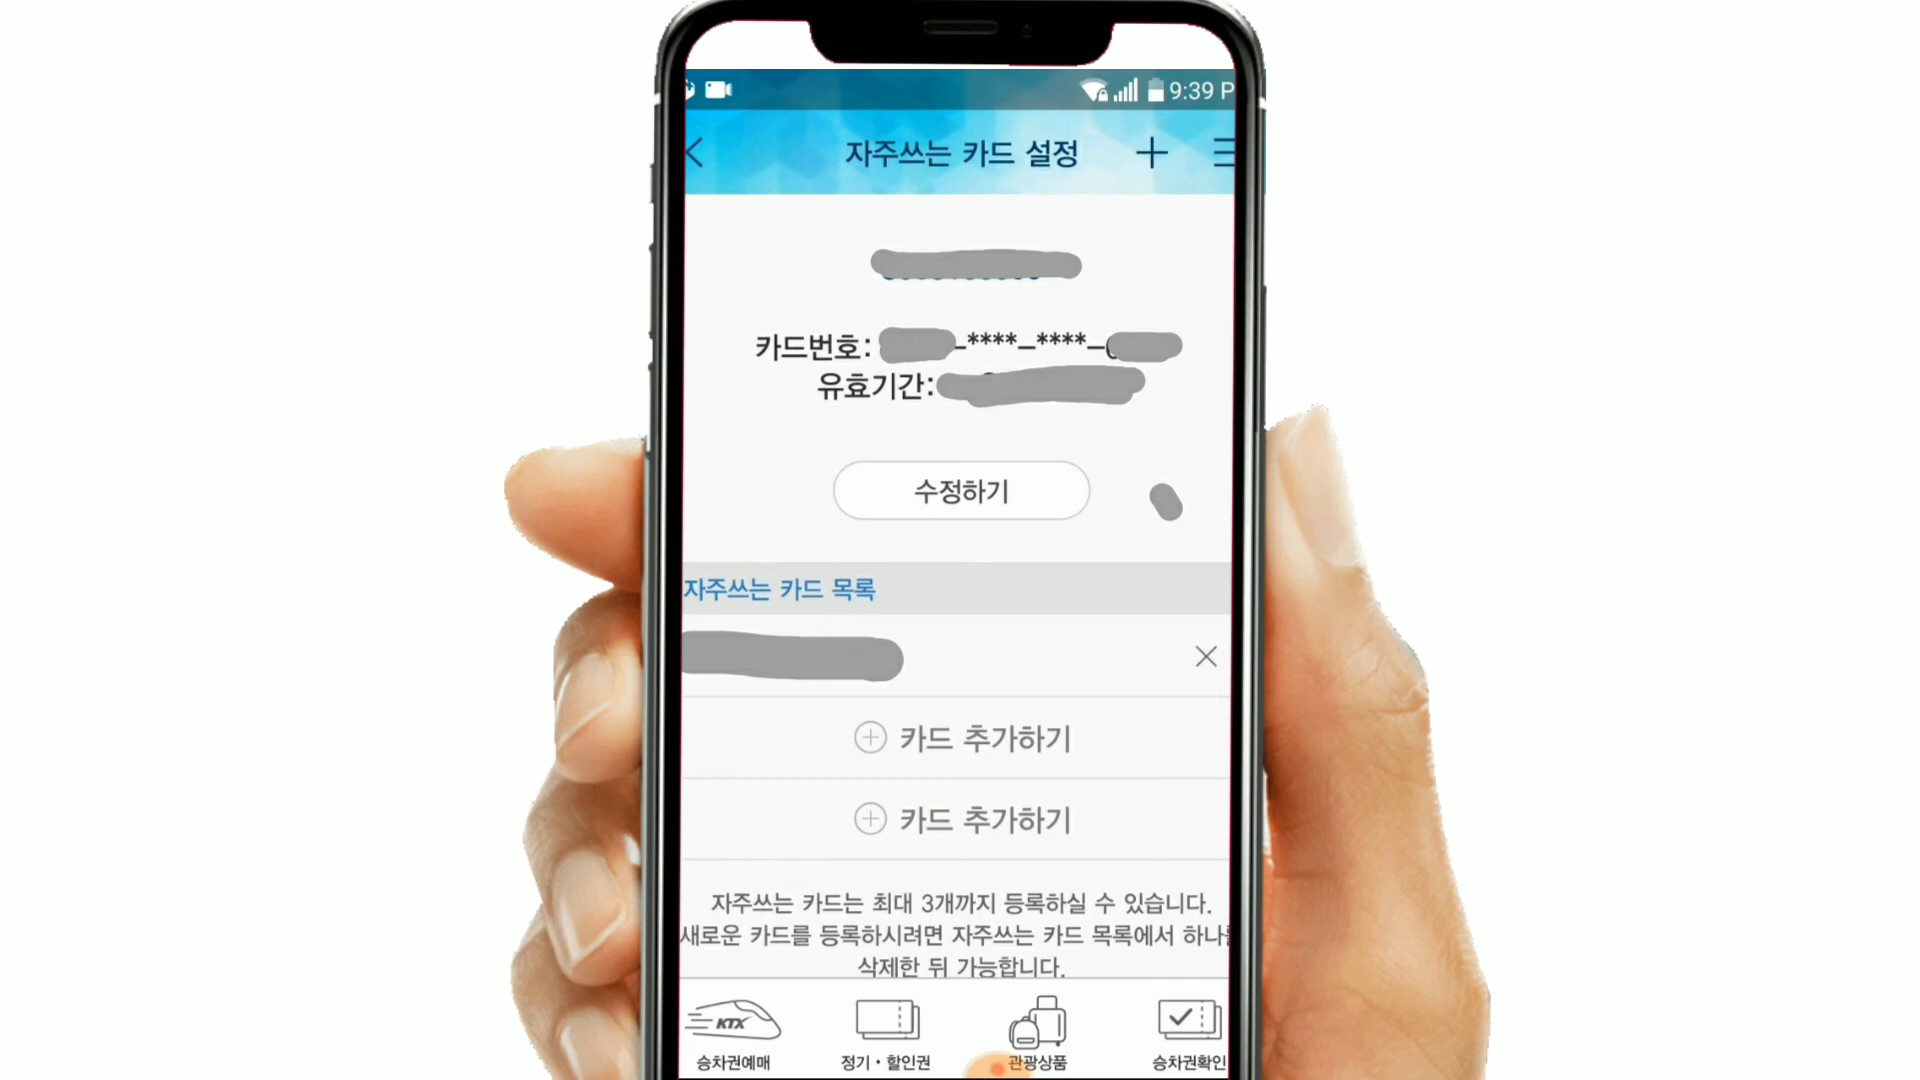 9:39 P
자주쓰는 카드 설정
카드번호: -****-****-
유효기간:
수정하기
자주쓰는 카드 목록
카드 추가하기
카드 추가하기
자주쓰는 카드는 최대 3개까지 등록하실 수 있습니다.
새로운 카드를 등록하시려면 자주쓰는 카드 목록에서 하나를
삭제한 뒤 가능합니다.
KTX
승차권예매 정기·할인권 관광상품 승차권확인